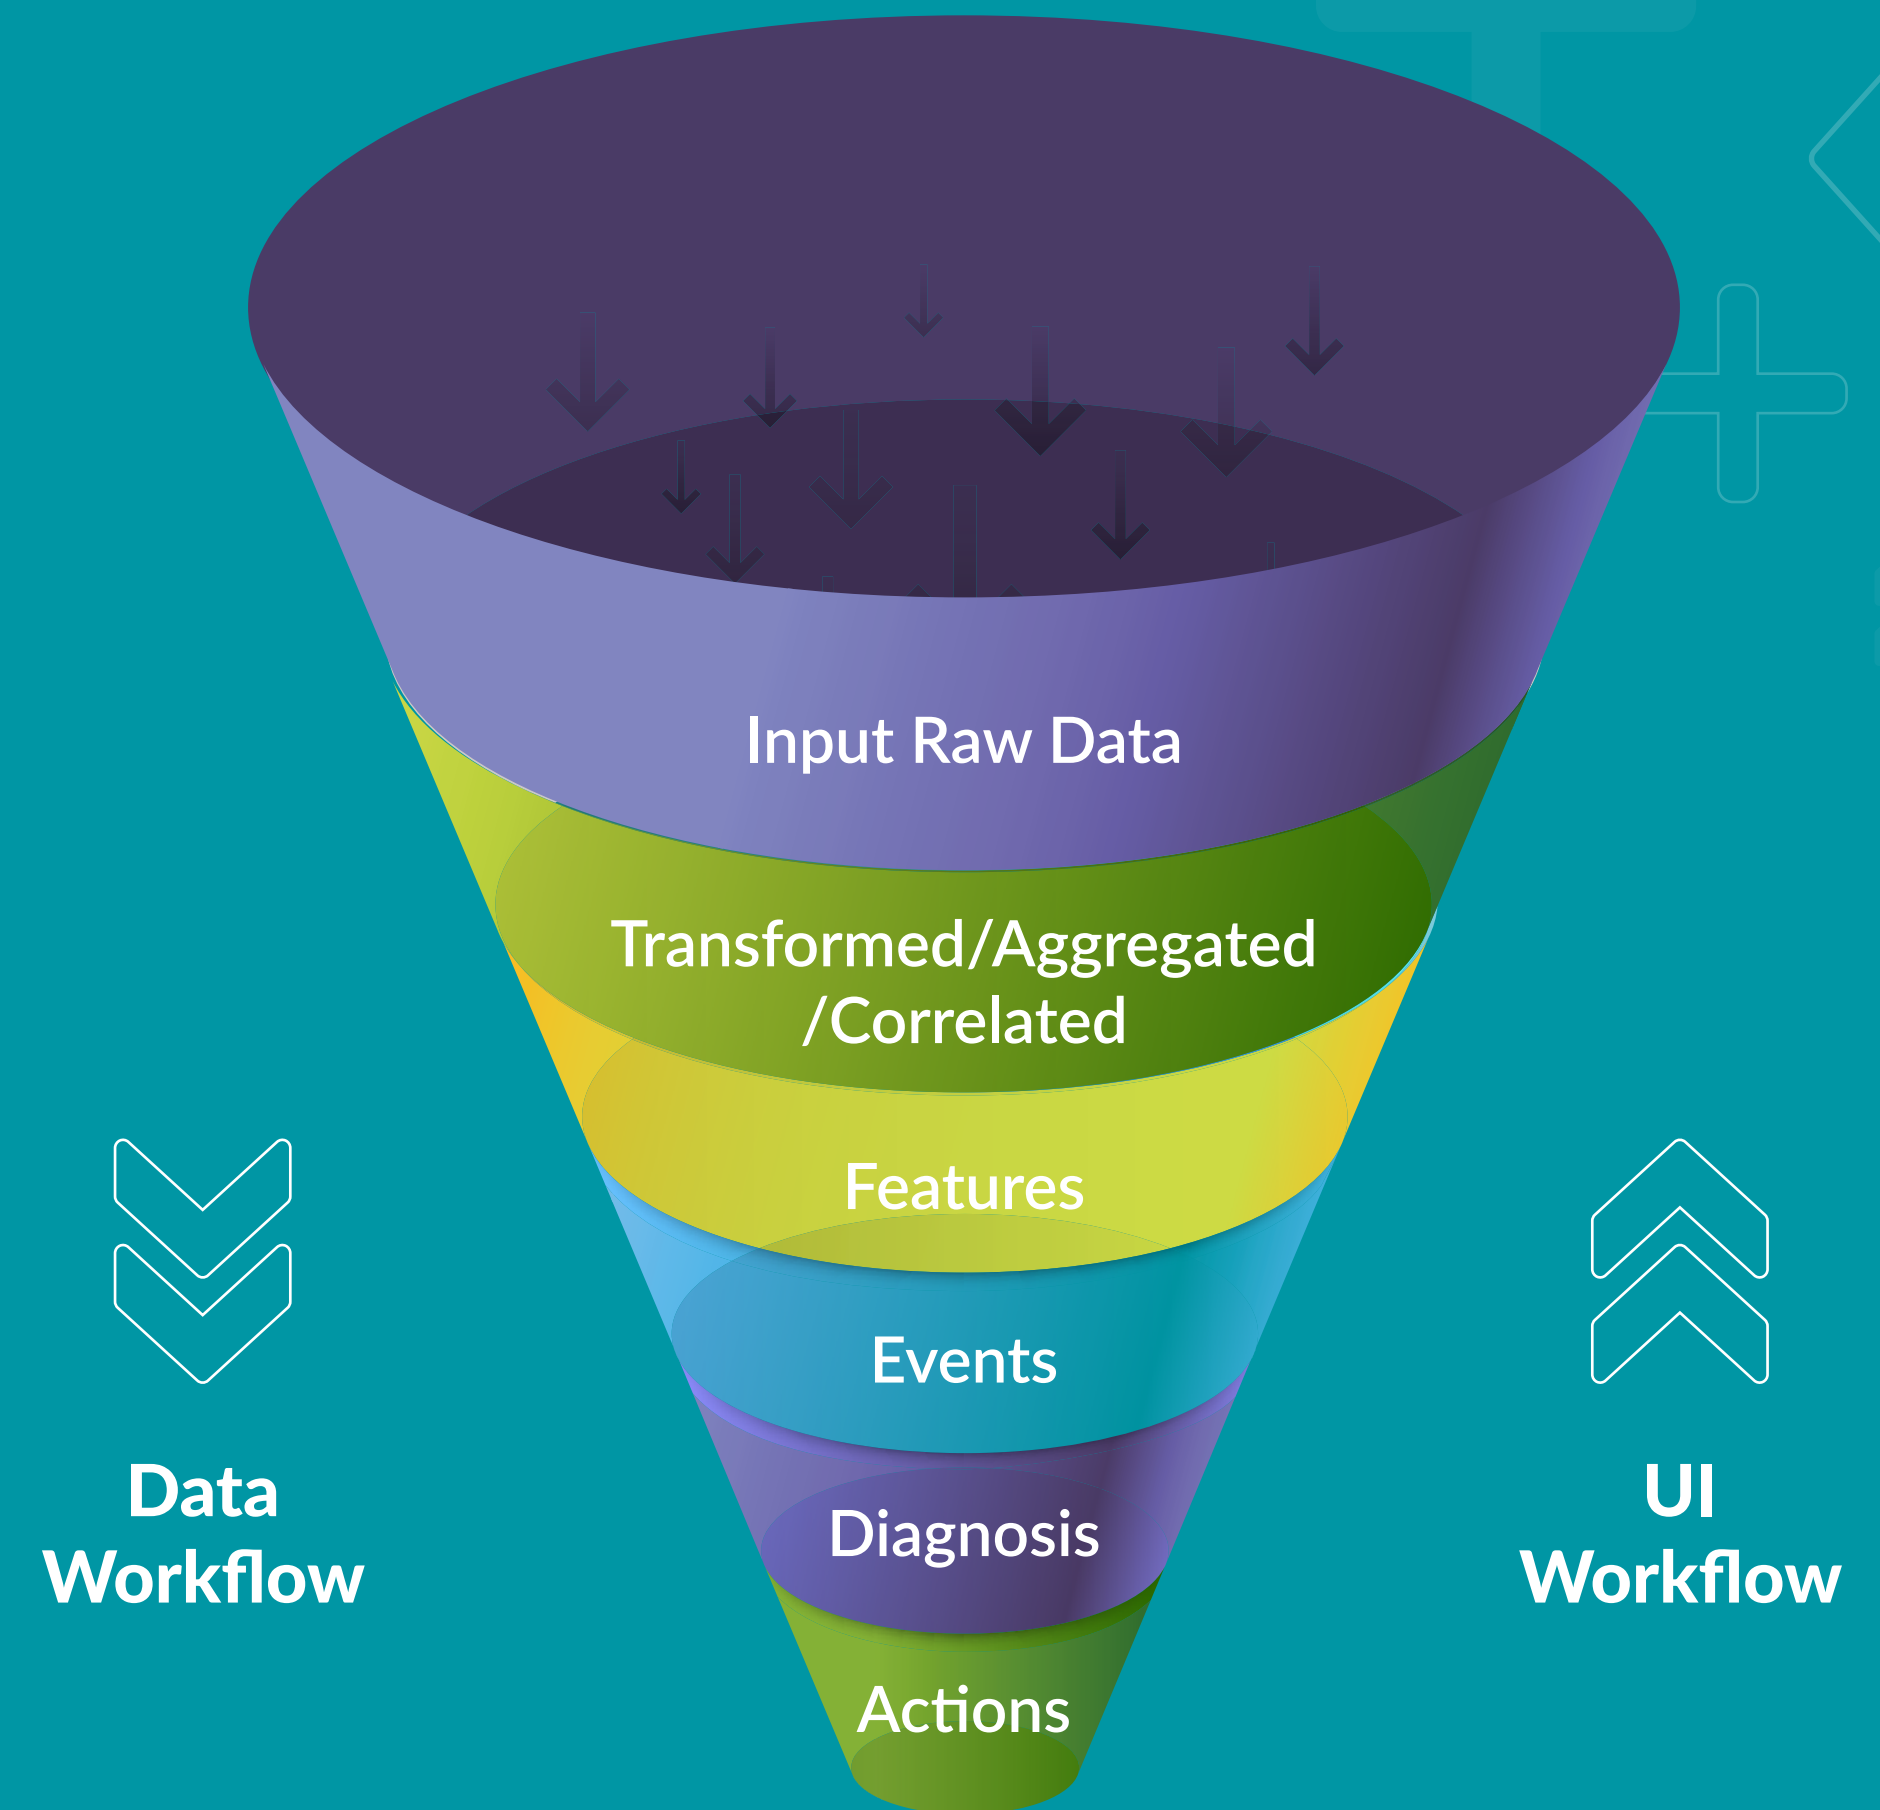 Input Raw Data
Transformed/Aggregated
/Correlated
Features
Events
Diagnosis
Actions
Data
Workflow
UI
Workflow